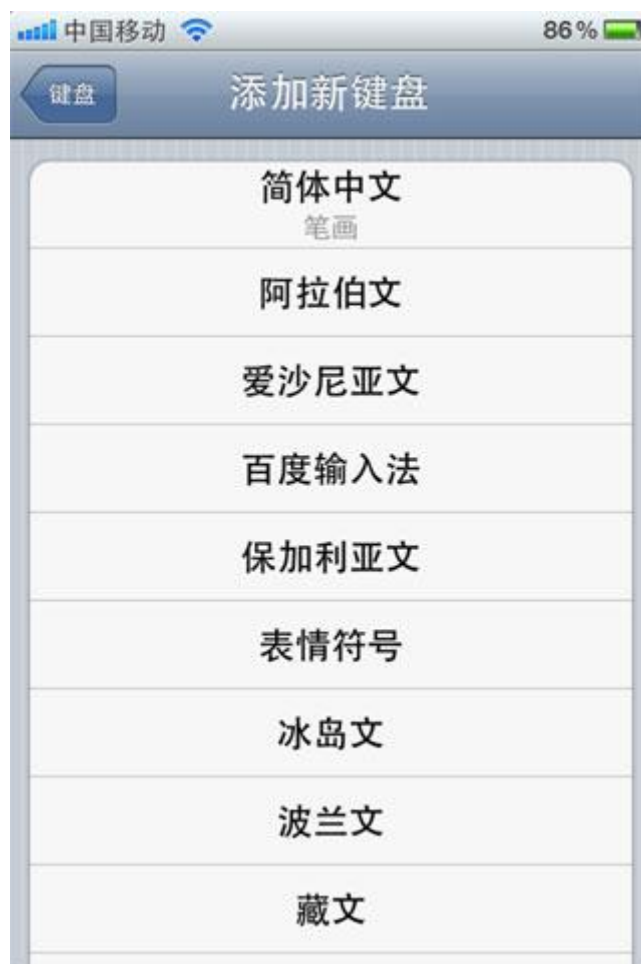 中国移动 86%
键盘 添加新键盘
简体中文
笔画
阿拉伯文
爱沙尼亚文
百度输入法
保加利亚文
表情符号
冰岛文
波兰文
藏文